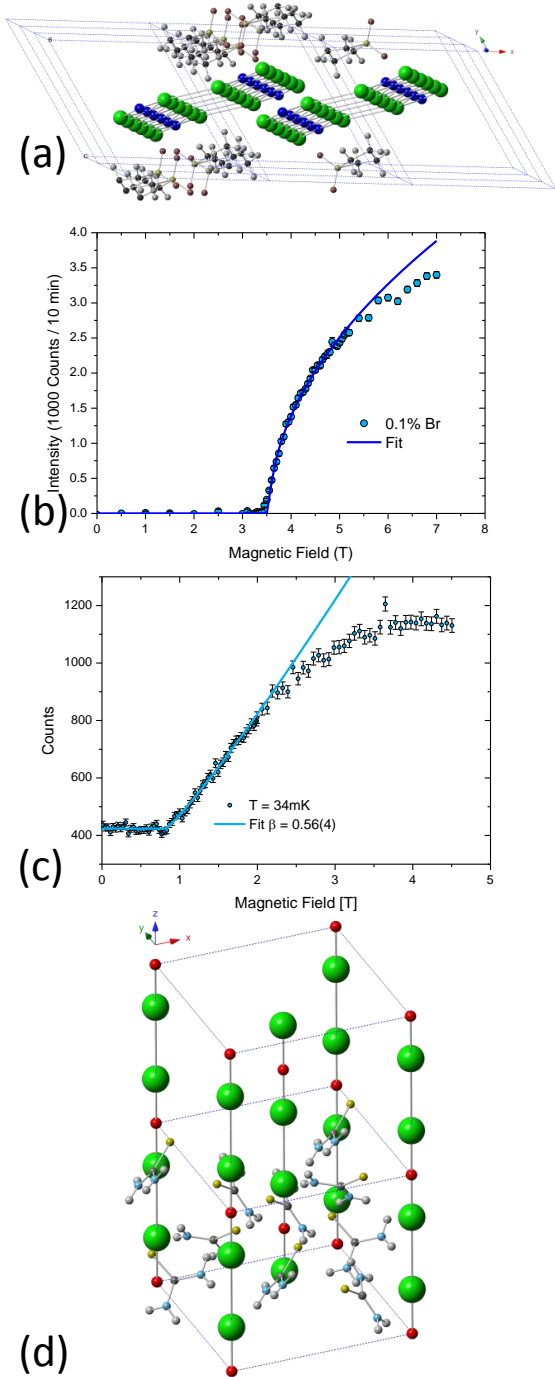 y
x
B
C
(a)
4.0
3.5
3.0
2.5
2.0
1.5
1.0
0.5
0.0
Intensity (1000 Counts / 10 min)
0.1% Br
Fit
0 1 2 3 4 5 6 7 8
Magnetic Field (T)
(b)
1200
1000
800
600
400
Counts
T = 34mK
Fit β = 0.56(4)
0 1 2 3 4 5
Magnetic Field [T]
(c)
z
y
x
(d)